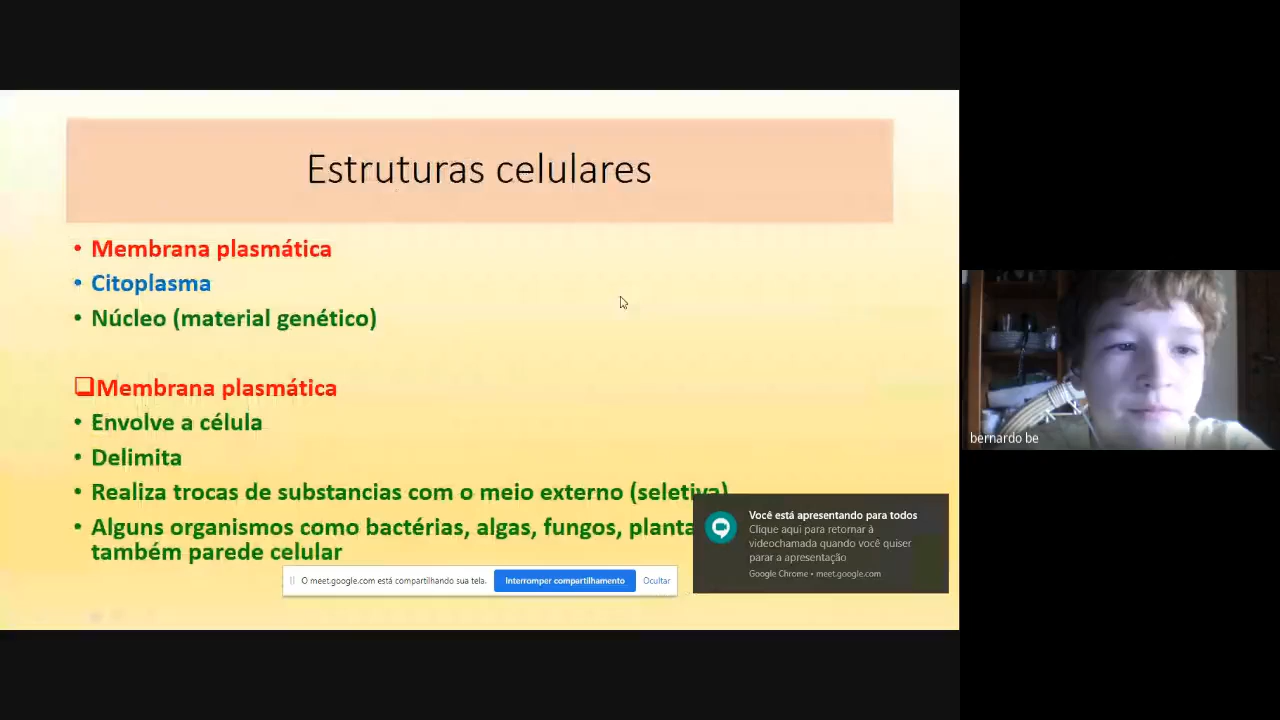 Estruturas celulares
• Membrana plasmática
• Citoplasma
• Núcleo (material genético)
❑Membrana plasmática
• Envolve a célula
• Delimita
• Realiza trocas de substancias com o meio externo (seletiva)
• Alguns organismos como bactérias, algas, fungos, planta
também parede celular
Você está apresentando para todos
Clique aqui para retornar à
videochamada quando você quiser
parar a apresentação
Google Chrome • meet.google.com
O meet.google.com está compartilhando sua tela.
Interromper compartilhamento
Ocultar
bernardo be